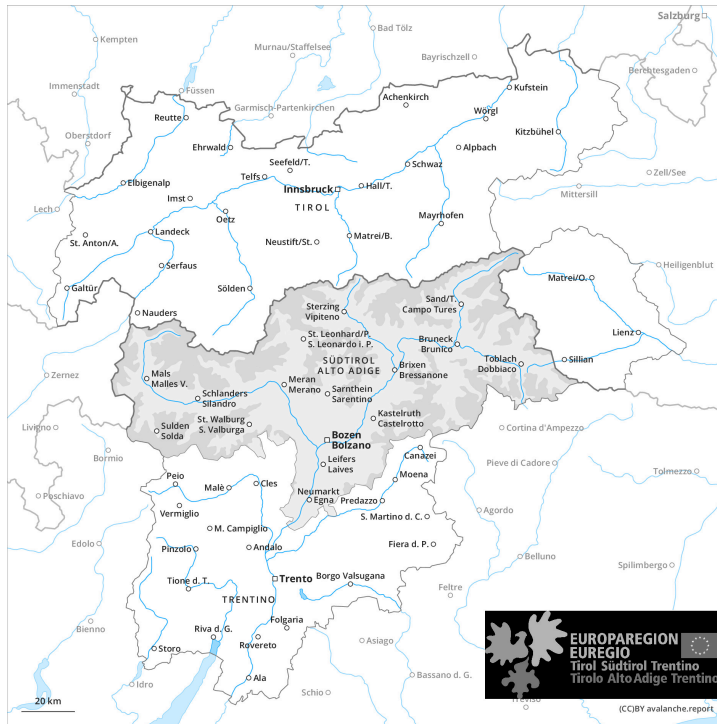 Salzburg
Kempten
Bad Tölz
Murnau/Staffelsee
Bayrischzell
Berchtesgaden
Immenstadt
Füssen
Achenkirch
Kufstein
Garmisch-Partenkirchen
Reutte
Wörgl
Oberstdorf
Kitzbühel
Ehrwald
Alpbach
Seefeld/T.
Schwaz
Zell/See
Telfs
Elbigenalp
Innsbruck
Hall/T.
Mittersill
Imst
TIROL
Lech
Oetz
Mayrhofen
St. Anton/A.
Landeck
Neustift/St.
Matrei/B.
Serfaus
Heiligenblut
Matrei/O.
Galtür
Sölden
Sand/T.
Campo Tures
Nauders
Sterzing
Vipiteno
Lienz
St. Leonhard/P.
S. Leonardo i. P.
Bruneck
Brunico
SÜDTIROL
ALTO ADIGE
Toblach
Dobbiaco
Sillian
Zernez
Mals
Malles V.
Meran
Merano
Brixen
Bressanone
Schlanders
Silandro
Sarnthein
Sarentino
St. Walburg
S. Valburga
Kastelruth
Castelrotto
Livigno
Sulden
Solda
Cortina d'Ampezzo
Bozen
Bolzano
Bormio
Canazei
Leifers
Laives
Pieve di Cadore
Tolmezzo
Peio
Moena
Malè
Cles
Neumarkt
Egna
Predazzo
Poschiavo
Vermiglio
Agordo
S. Martino d. C.
M. Campiglio
Edolo
Pinzolo
Andalo
Fiera d. P.
Belluno
Spilimbergo
Tione d. T.
Trento
Borgo Valsugana
Feltre
TRENTINO
Bienno
Folgaria
Riva d. G.
Rovereto
Asiago
Storo
EUROPAREGION
EUREGIO
Tirol Südtirol Trentino
Tirolo Alto Adige Trentino
Idro
Ala
Schio
Bassano d. G.
Treviso
20 km
(CC)BY avalanche.report